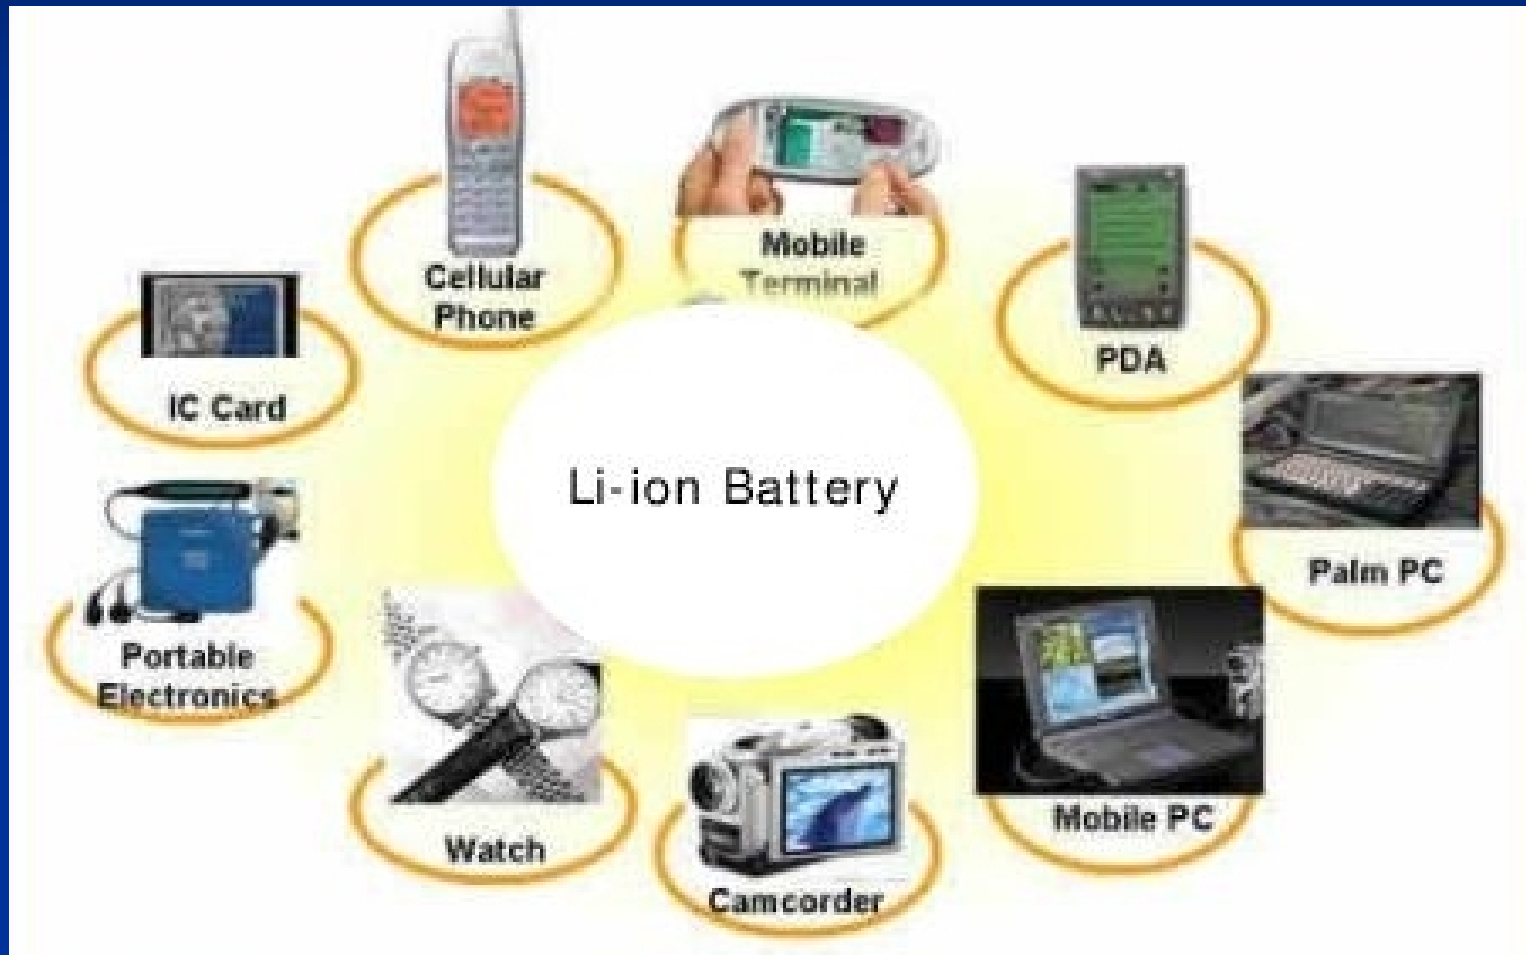 Cellular
Phone
Mobile
Terminal
PDA
IC Card
Li-ion Battery
Palm PC
Portable
Electronics
Mobile PC
Watch
Camcorder